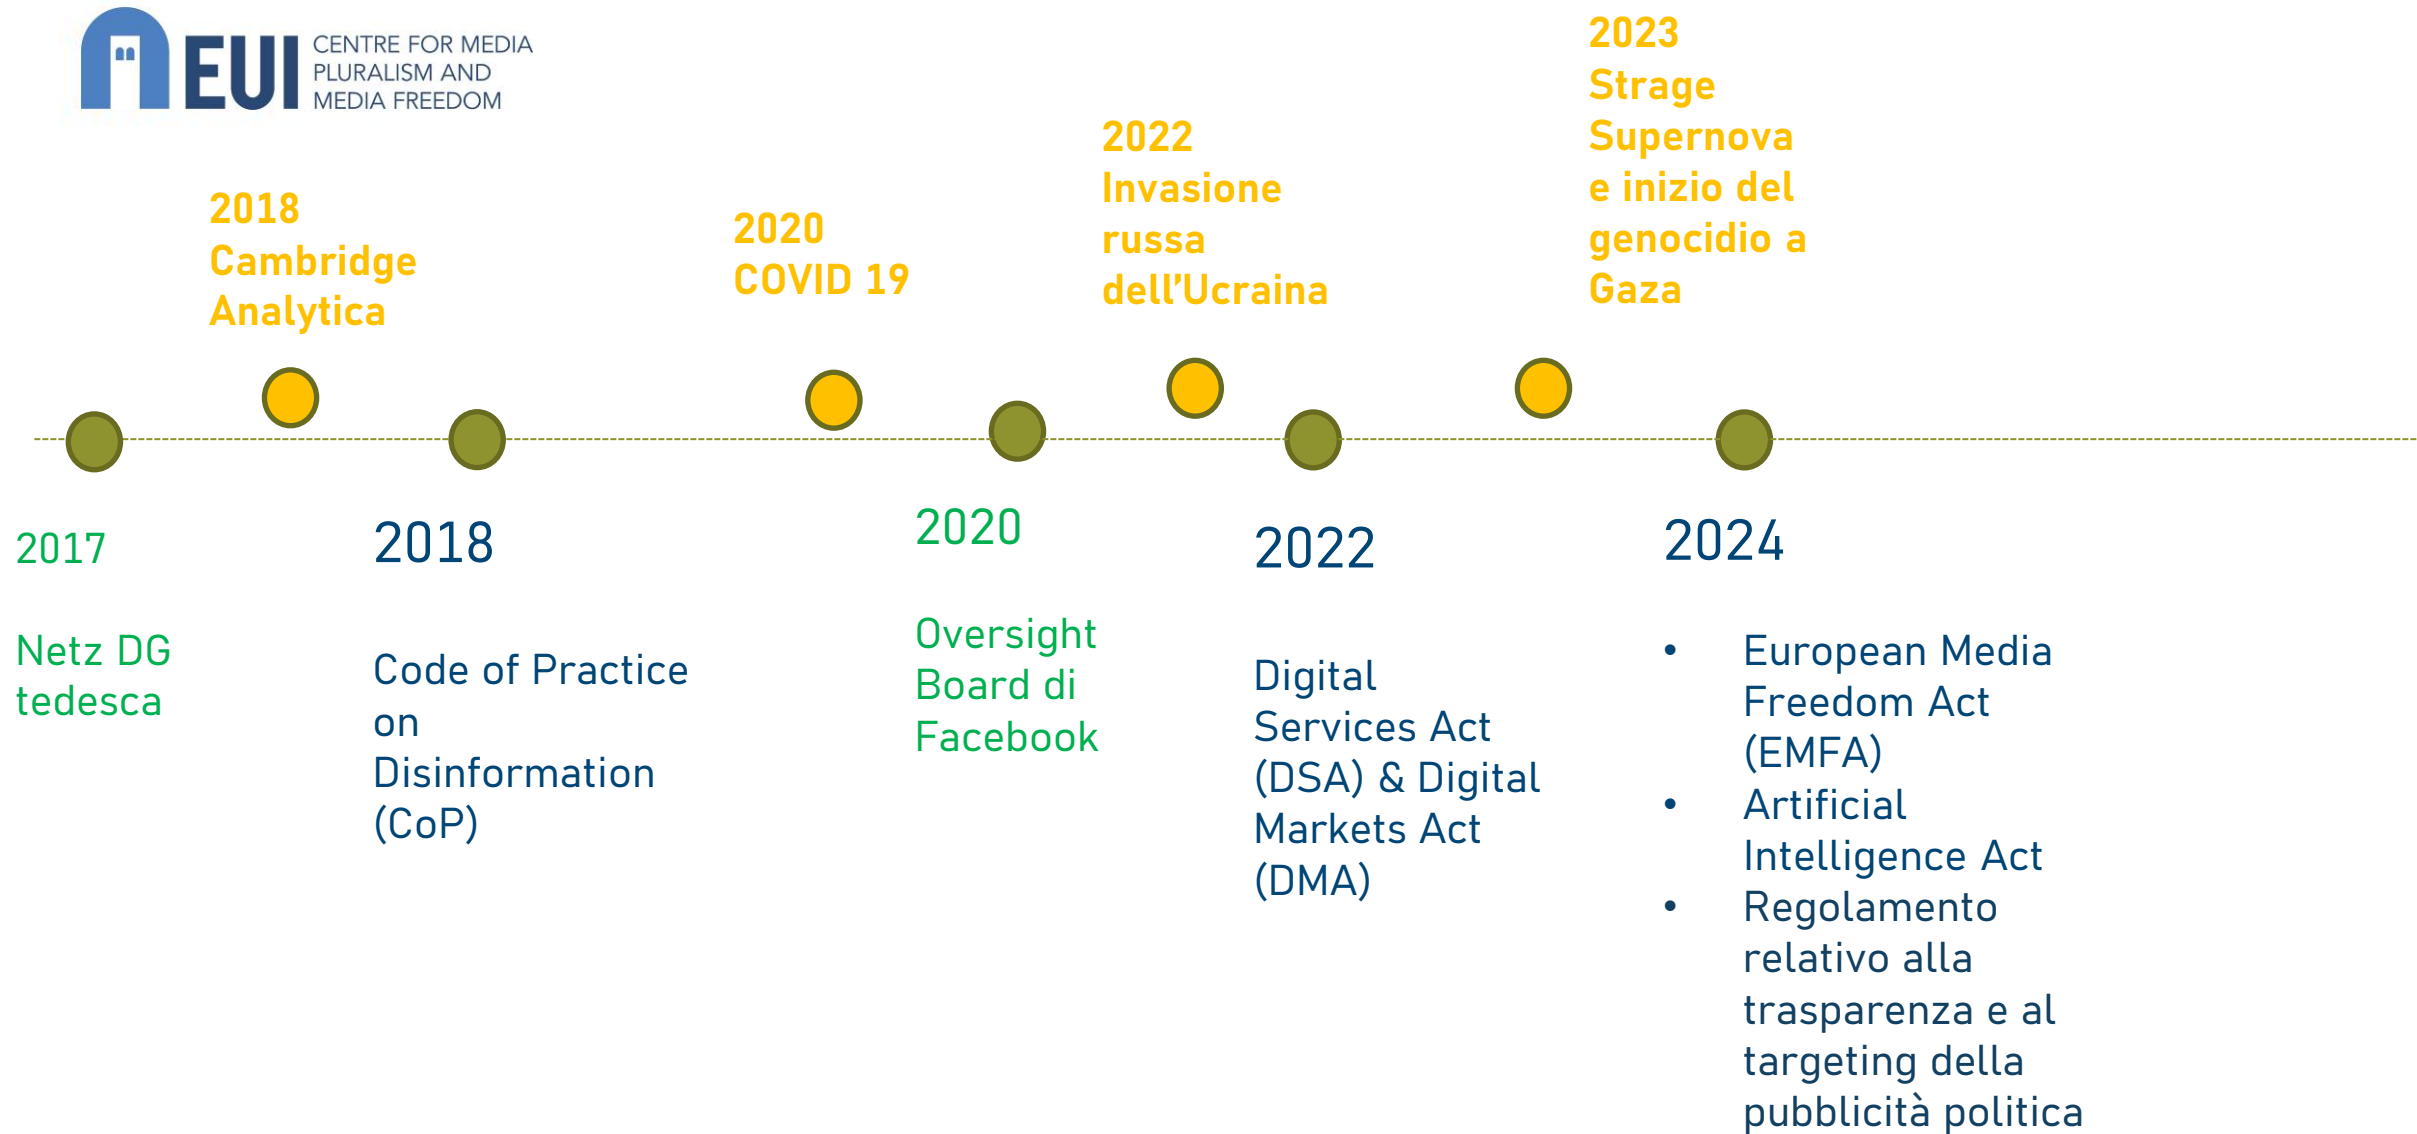 EUI
CENTRE FOR MEDIA
PLURALISM AND
MEDIA FREEDOM
2018
Cambridge
Analytica
2020
COVID 19
2022
Invasione
russa
dell’Ucraina
2023
Strage
Supernova
e inizio del
genocidio a
Gaza
2017
Netz DG
tedesca
2018
Code of Practice
on
Disinformation
(CoP)
2020
Oversight
Board di
Facebook
2022
Digital
Services Act
(DSA) & Digital
Markets Act
(DMA)
2024
• European Media
Freedom Act
(EMFA)
• Artificial
Intelligence Act
• Regolamento
relativo alla
trasparenza e al
targeting della
pubblicità politica